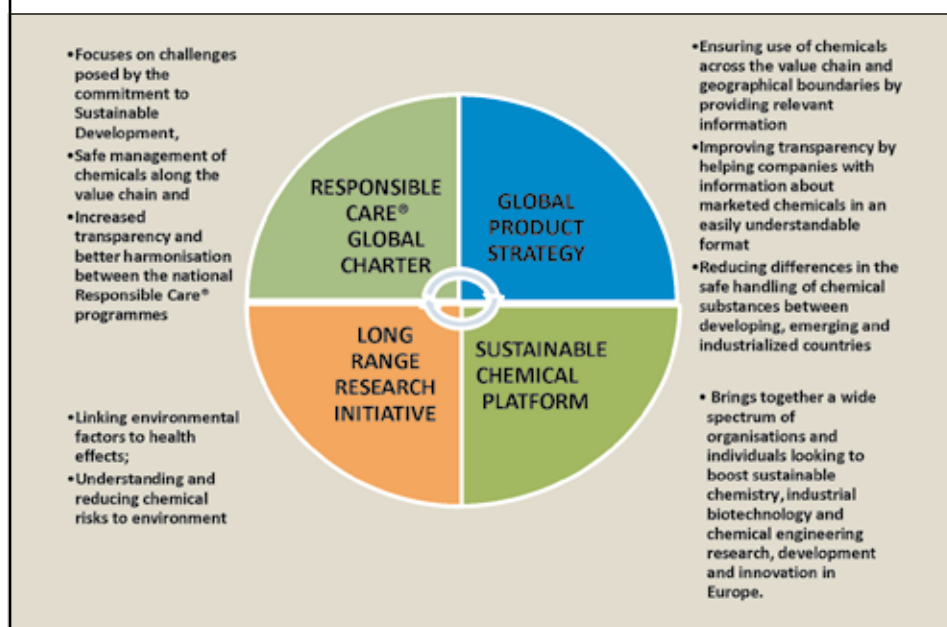 •Focuses on challenges
posed by the
commitment to
Sustainable
Development,
•Safe management of
chemicals along the
value chain and
•Increased
transparency and
better harmonisation
between the national
Responsible Care®
programmes
RESPONSIBLE
CARE®
GLOBAL
CHARTER
GLOBAL
PRODUCT
STRATEGY
•Ensuring use of chemicals
across the value chain and
geographical boundaries by
providing relevant
information
•Improving transparency by
helping companies with
information about
marketed chemicals in an
easily understandable
format
•Reducing differences in the
safe handling of chemical
substances between
developing, emerging and
industrialized countries
•Linking environmental
factors to health
effects;
•Understanding and
reducing chemical
risks to environment
LONG
RANGE
RESEARCH
INITIATIVE
SUSTAINABLE
CHEMICAL
PLATFORM
• Brings together a wide
spectrum of
organisations and
individuals looking to
boost sustainable
chemistry, industrial
biotechnology and
chemical engineering
research, development
and innovation in
Europe.